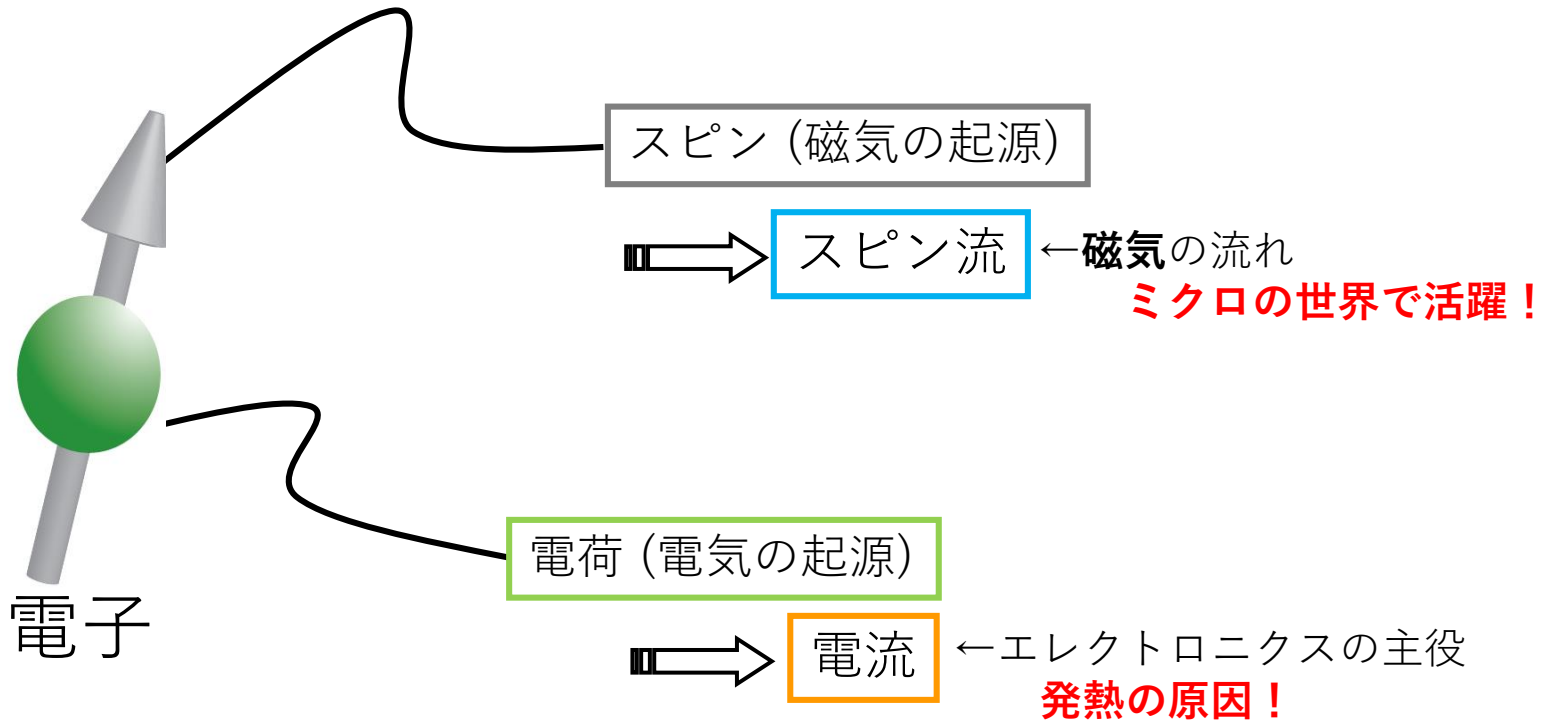 スピン (磁気の起源)
スピン流 ←磁気の流れ
ミクロの世界で活躍！
電荷 (電気の起源)
電子
電流 ←エレクトロニクスの主役
発熱の原因！